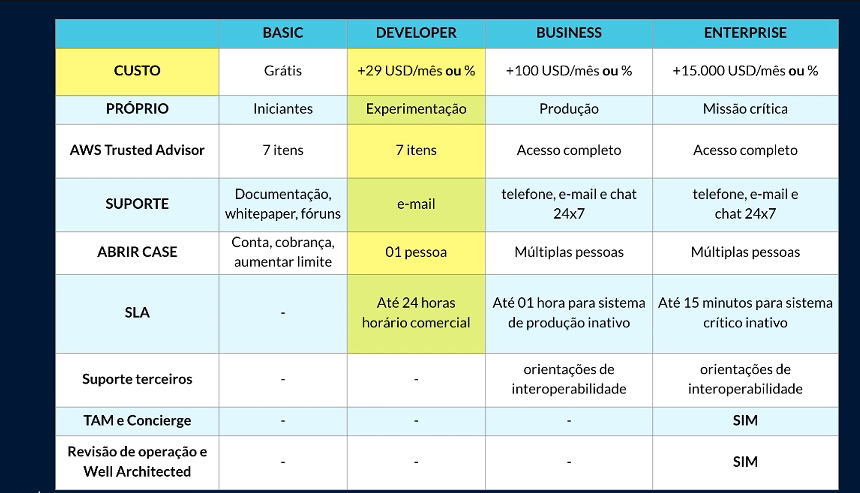 BASIC DEVELOPER BUSINESS ENTERPRISE
CUSTO Grátis +29 USD/mês ou % +100 USD/mês ou % +15.000 USD/mês ou %
PRÓPRIO Iniciantes Experimentação Produção Missão crítica
AWS Trusted Advisor 7 itens 7 itens Acesso completo Acesso completo
SUPORTE
Documentação,
whitepaper, fóruns
e-mail
telefone, e-mail e chat
24x7
telefone, e-mail e
chat 24x7
ABRIR CASE
Conta, cobrança,
aumentar limite
01 pessoa
Múltiplas pessoas
Múltiplas pessoas
SLA
-
Até 24 horas
horário comercial
Até 01 hora para sistema
de produção inativo
Até 15 minutos para sistema
crítico inativo
Suporte terceiros
-
-
orientações de
interoperabilidade
orientações de
interoperabilidade
TAM e Concierge - - - SIM
Revisão de operação e
Well Architected
-
-
-
SIM